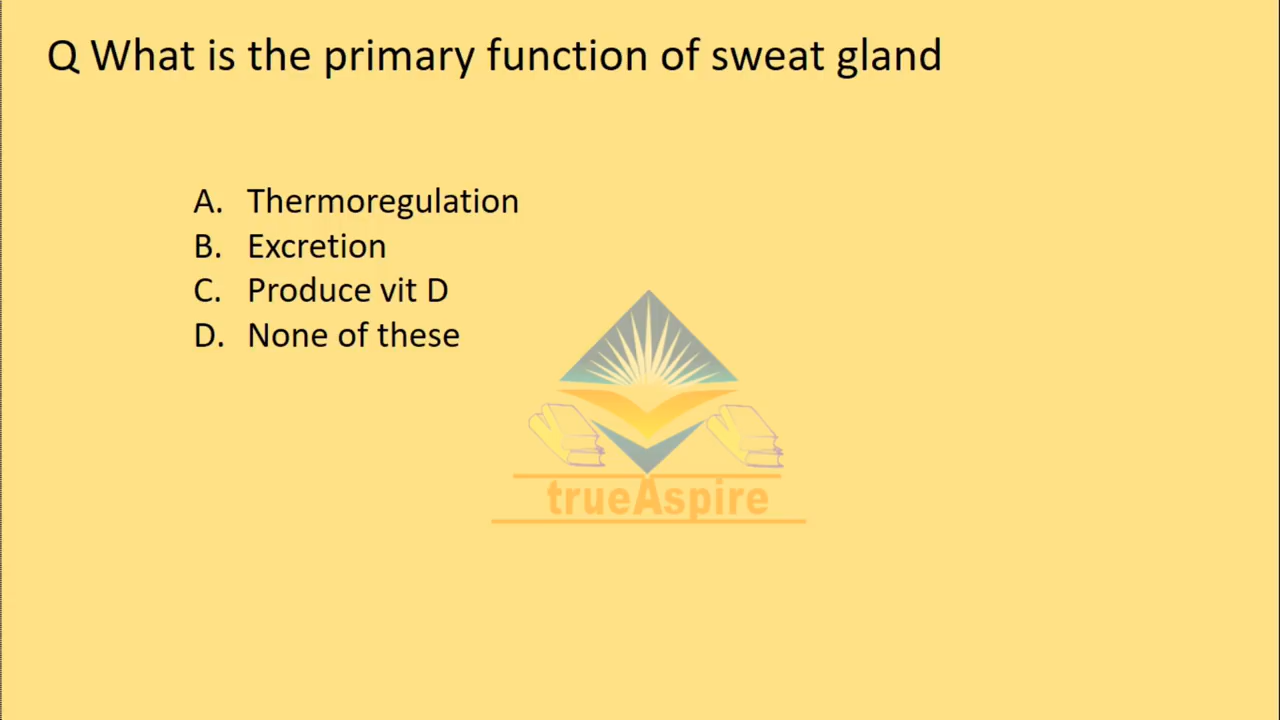 Q What is the primary function of sweat gland
A. Thermoregulation
B. Excretion
C. Produce vit D
D. None of these
trueAspire